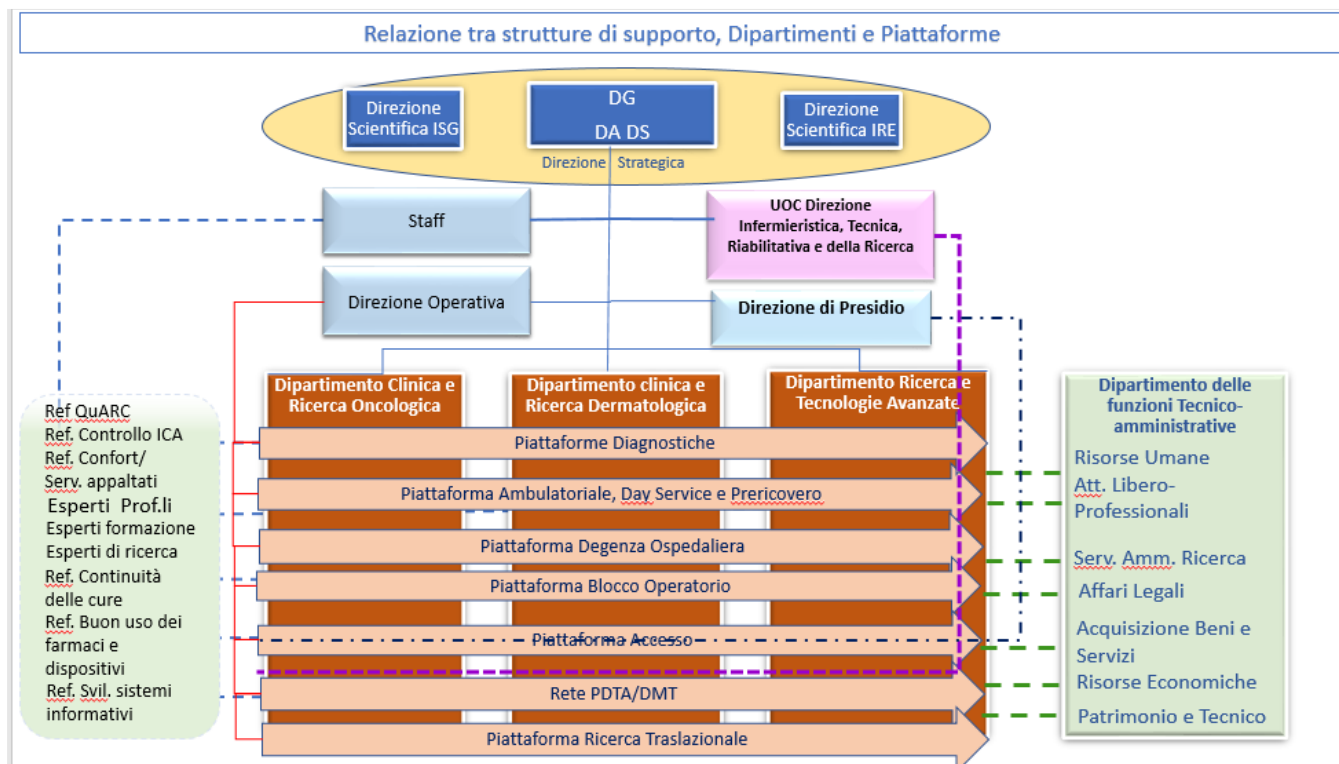 Relazione tra strutture di supporto, Dipartimenti e Piattaforme
Direzione
Scientifica ISG
DG
DA DS
Direzione
Scientifica IRE
Direzione Strategica
Staff
UOC Direzione
Infermieristica, Tecnica,
Riabilitativa e della Ricerca
Direzione Operativa
Direzione di Presidio
Dipartimento Clinica e
Ricerca Oncologica
Dipartimento clinica e
Ricerca Dermatologica
Dipartimento Ricerca e
Tecnologie Avanzate
Piattaforme Diagnostiche
Piattaforma Ambulatoriale, Day Service e Prericovero
Piattaforma Degenza Ospedaliera
Piattaforma Blocco Operatorio
Piattaforma Accesso
Rete PDTA/DMT
Piattaforma Ricerca Traslazionale
Ref QuARC
Ref. Controllo ICA
Ref. Confort/
Serv. appaltati
Esperti Prof.li
Esperti formazione
Esperti di ricerca
Ref. Continuità
delle cure
Ref. Buon uso dei
farmaci e
dispositivi
Ref. Svil. sistemi
informativi
Dipartimento delle
funzioni Tecnico-
amministrative
Risorse Umane
Att. Libero-
Professionali
Serv. Amm. Ricerca
Affari Legali
Acquisizione Beni e
Servizi
Risorse Economiche
Patrimonio e Tecnico